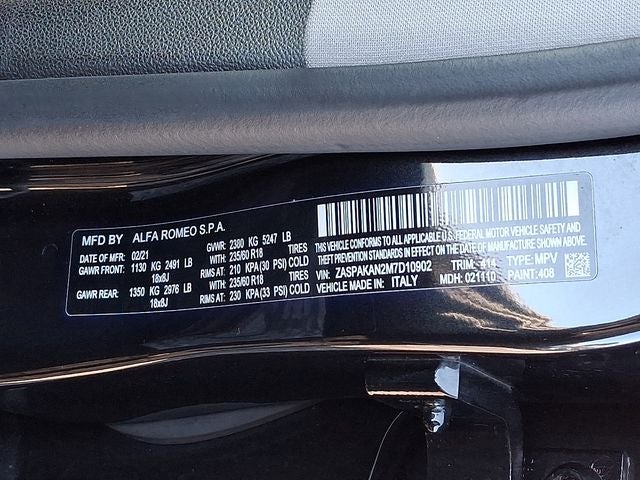 MFD BY ALFA ROMEO S.P.A.
DATE OF MFD: 02/21 GVWR: 2380 KG 5247 LB
GAWR FRONT: 1130 KG 2491 LB TIRES: 235/60 R18
18x8J RIMS AT: 210 KPA (30 PSI) COLD
GAWR REAR: 1350 KG 2976 LB TIRES: 235/60 R18
18x8J RIMS AT: 230 KPA (33 PSI) COLD
THIS VEHICLE CONFORMS TO ALL APPLICABLE U.S. FEDERAL MOTOR VEHICLE SAFETY AND
THEFT PREVENTION STANDARDS IN EFFECT ON THE DATE OF MANUFACTURE SHOWN ABOVE
VIN: ZASPAKAN2M7D10902 TRIM: 414 TYPE: MPV
VEHICLE MADE IN: ITALY MDH: 021110 PAINT: 408